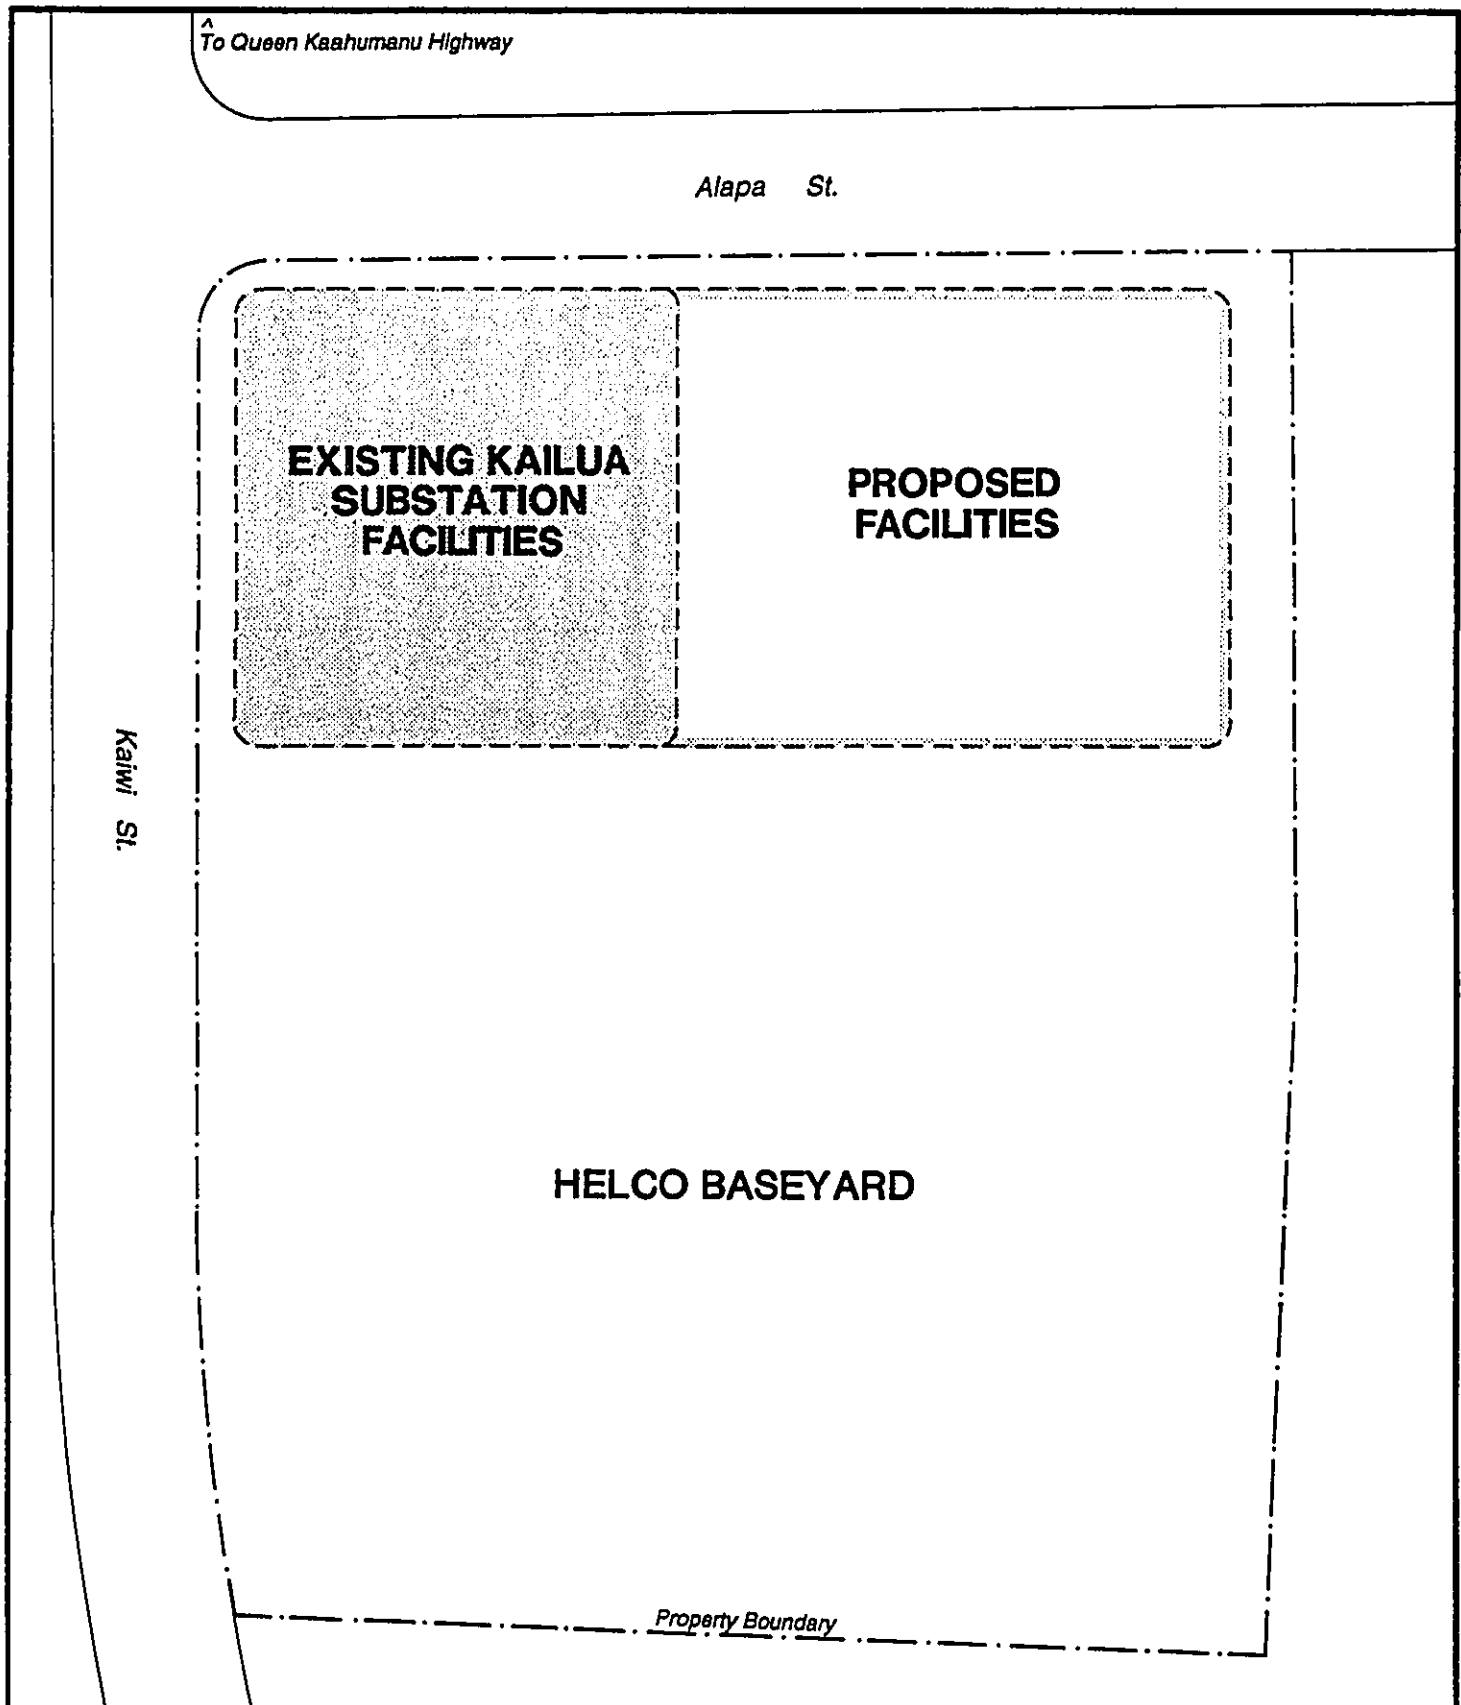 ^
To Queen Kaahumanu Highway
Alapa St.
EXISTING KAILUA
SUBSTATION
FACILITIES
PROPOSED
FACILITIES
Kaiwi St.
HELCO BASEYARD
Property Boundary